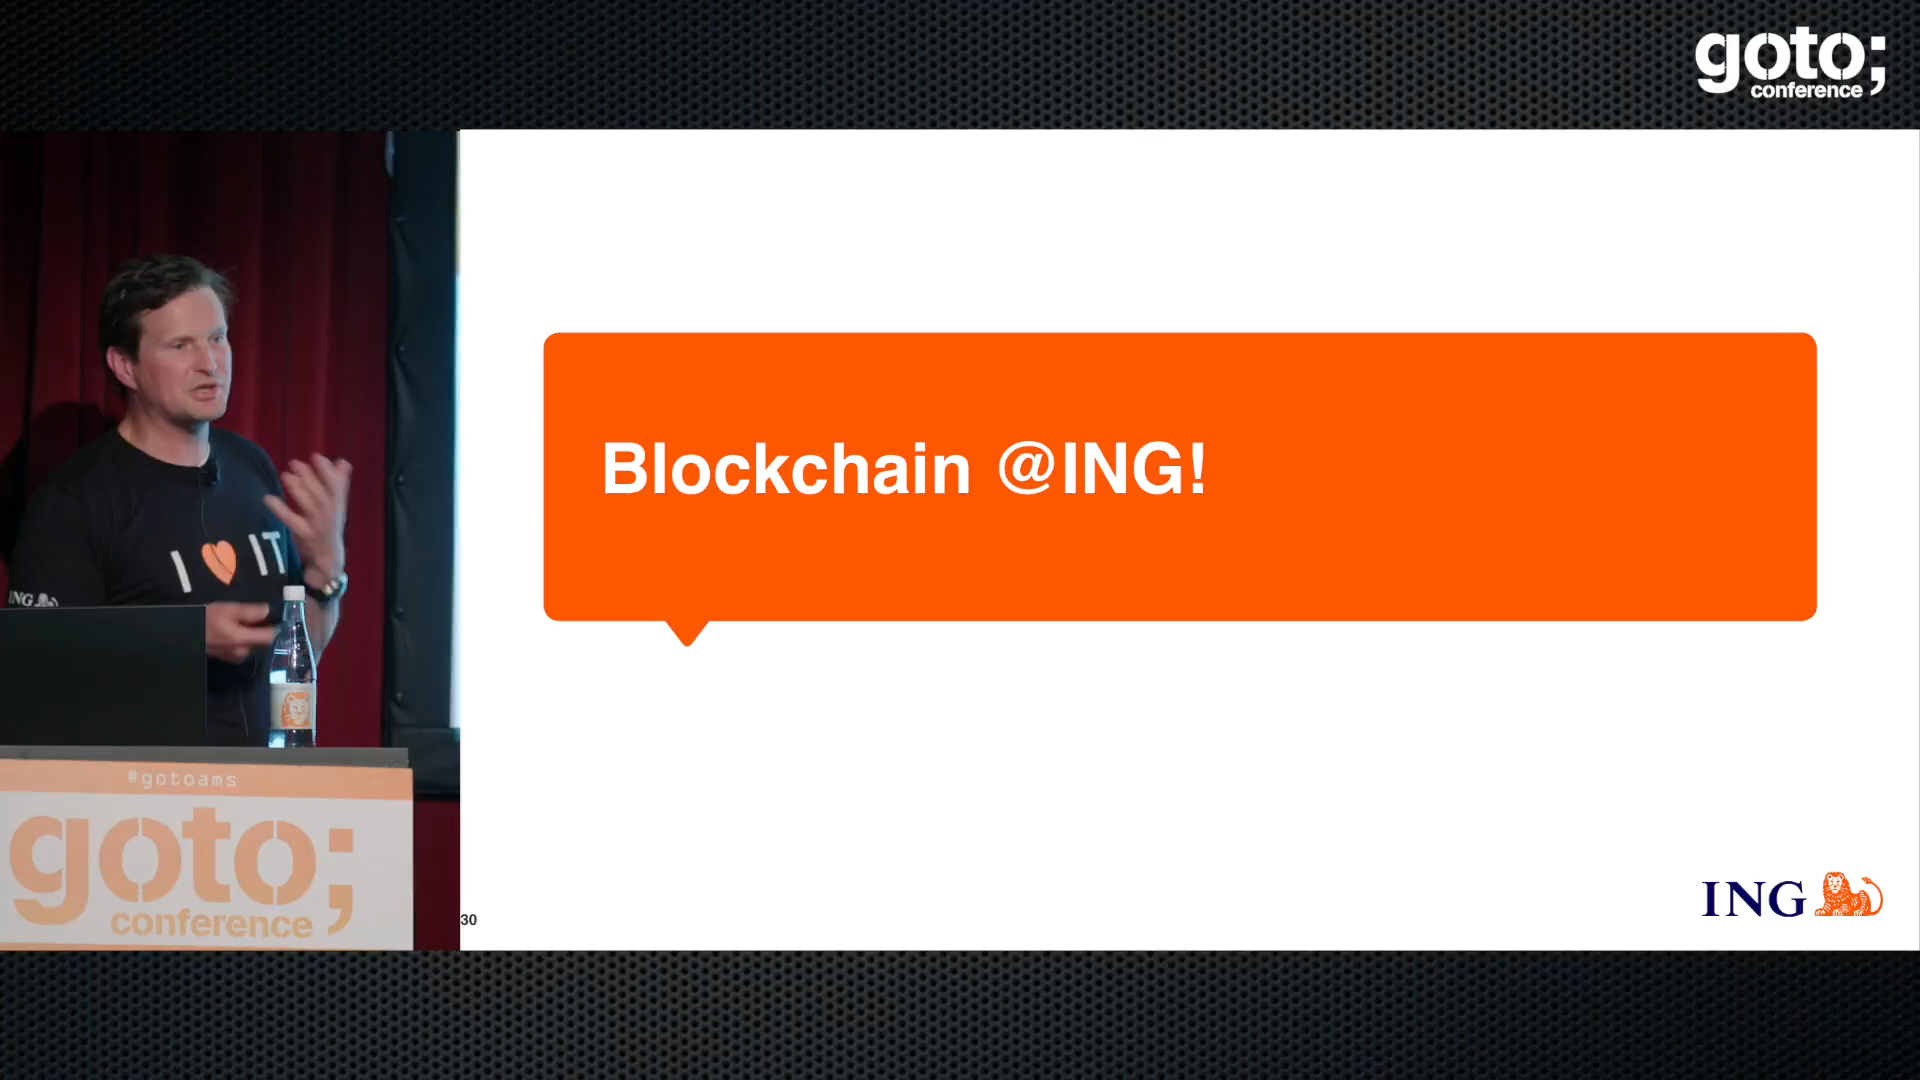 goto;
conference
Blockchain @ING!
I IT
ING
#gotoams
goto;
conference
30
ING